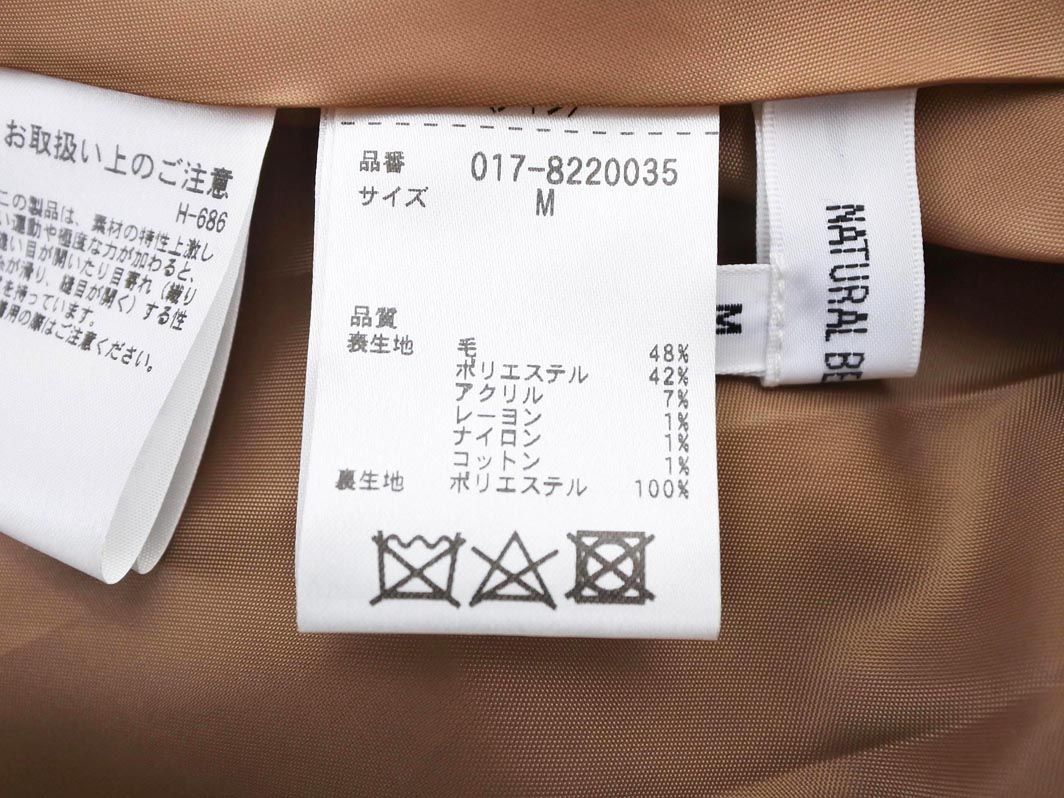 お取扱い上のご注意
H-686
この製品は、素材の特性上激し
い運動や極度な力が加わると、
縫い目が開いたり目寄れ（織り
が滑り、縫目が開く）する性
を持っています。
着用の際はご注意ください。
品番 017-8220035
サイズ M
品質
表生地 毛 48%
ポリエステル 42%
アクリル 7%
レーヨン 1%
ナイロン 1%
コットン 1%
裏生地 ポリエステル 100%
M
NATURAL BE